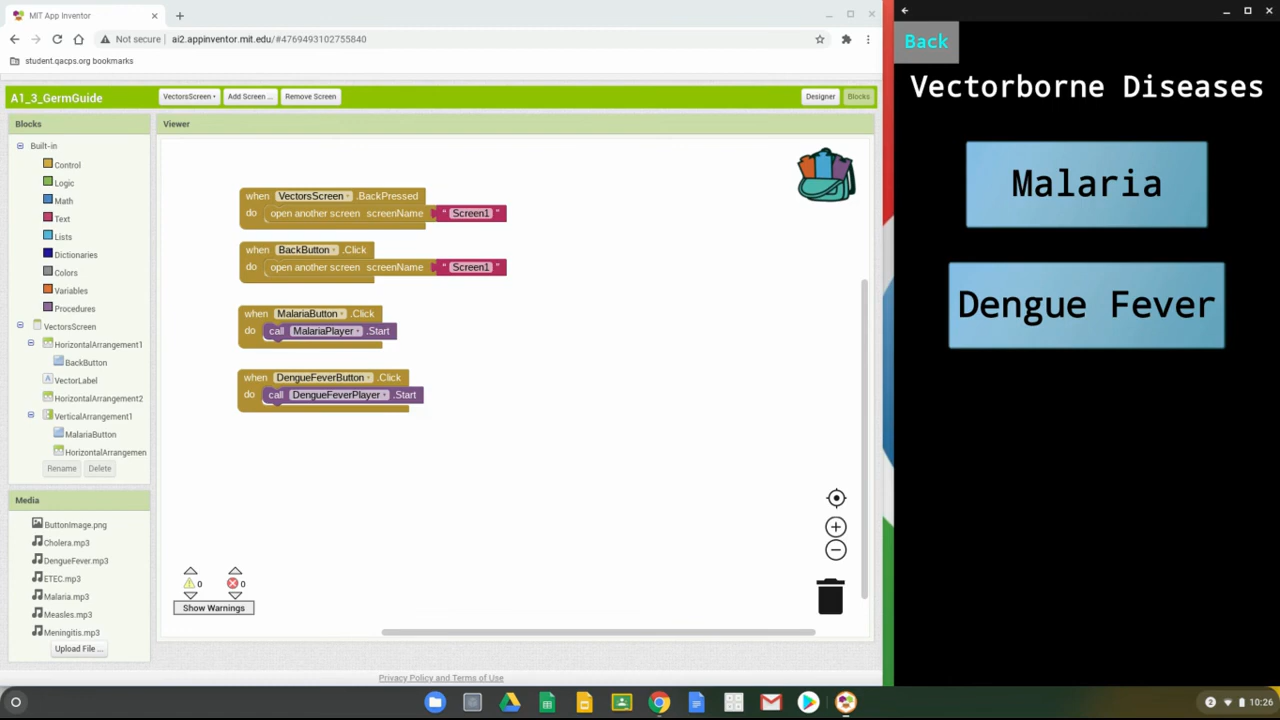 MIT App Inventor
Not secure ai2.appinventor.mit.edu/#4769493102755840
student.qacps.org bookmarks
A1_3_GermGuide
VectorsScreen
Add Screen ...
Remove Screen
Designer
Blocks
Blocks
Built-in
Control
Logic
Math
Text
Lists
Dictionaries
Colors
Variables
Procedures
VectorsScreen
HorizontalArrangement1
BackButton
VectorLabel
HorizontalArrangement2
VerticalArrangement1
MalariaButton
HorizontalArrangemen
Rename
Delete
Media
ButtonImage.png
Cholera.mp3
DengueFever.mp3
ETEC.mp3
Malaria.mp3
Measles.mp3
Meningitis.mp3
Upload File ...
Viewer
when VectorsScreen .BackPressed
do open another screen screenName " Screen1 "
when BackButton .Click
do open another screen screenName " Screen1 "
when MalariaButton .Click
do call MalariaPlayer .Start
when DengueFeverButton .Click
do call DengueFeverPlayer .Start
0
0
Show Warnings
Privacy Policy and Terms of Use
Back
Vectorborne Diseases
Malaria
Dengue Fever
2 10:26